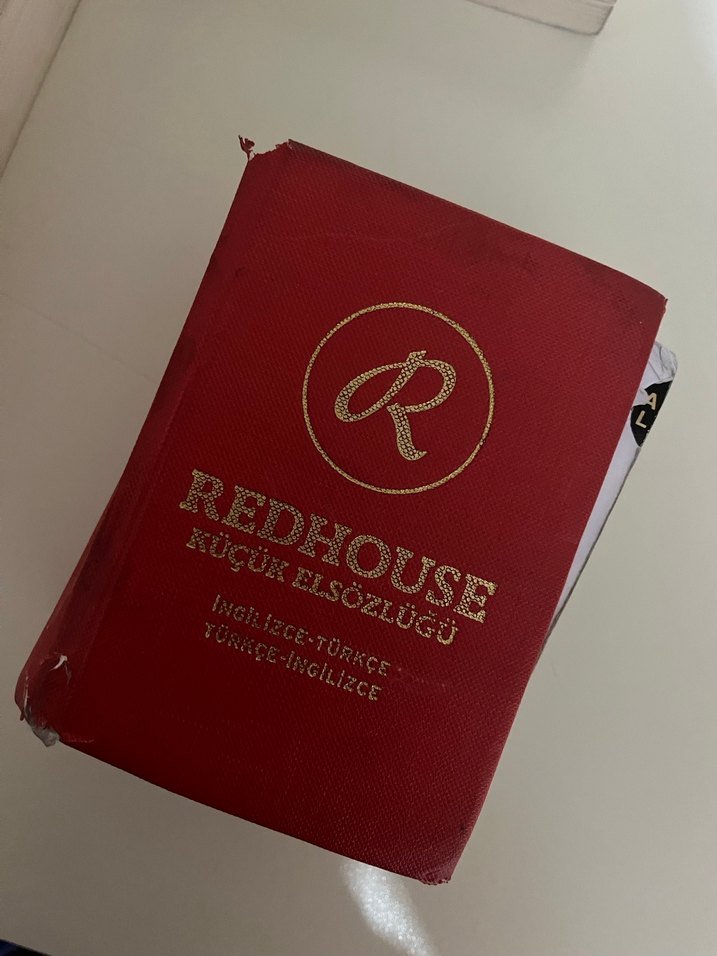 R
REDHOUSE
KÜÇÜK ELSÖZLÜĞÜ
İNGİLİZCE-TÜRKÇE
TÜRKÇE-İNGİLİZCE
A
L